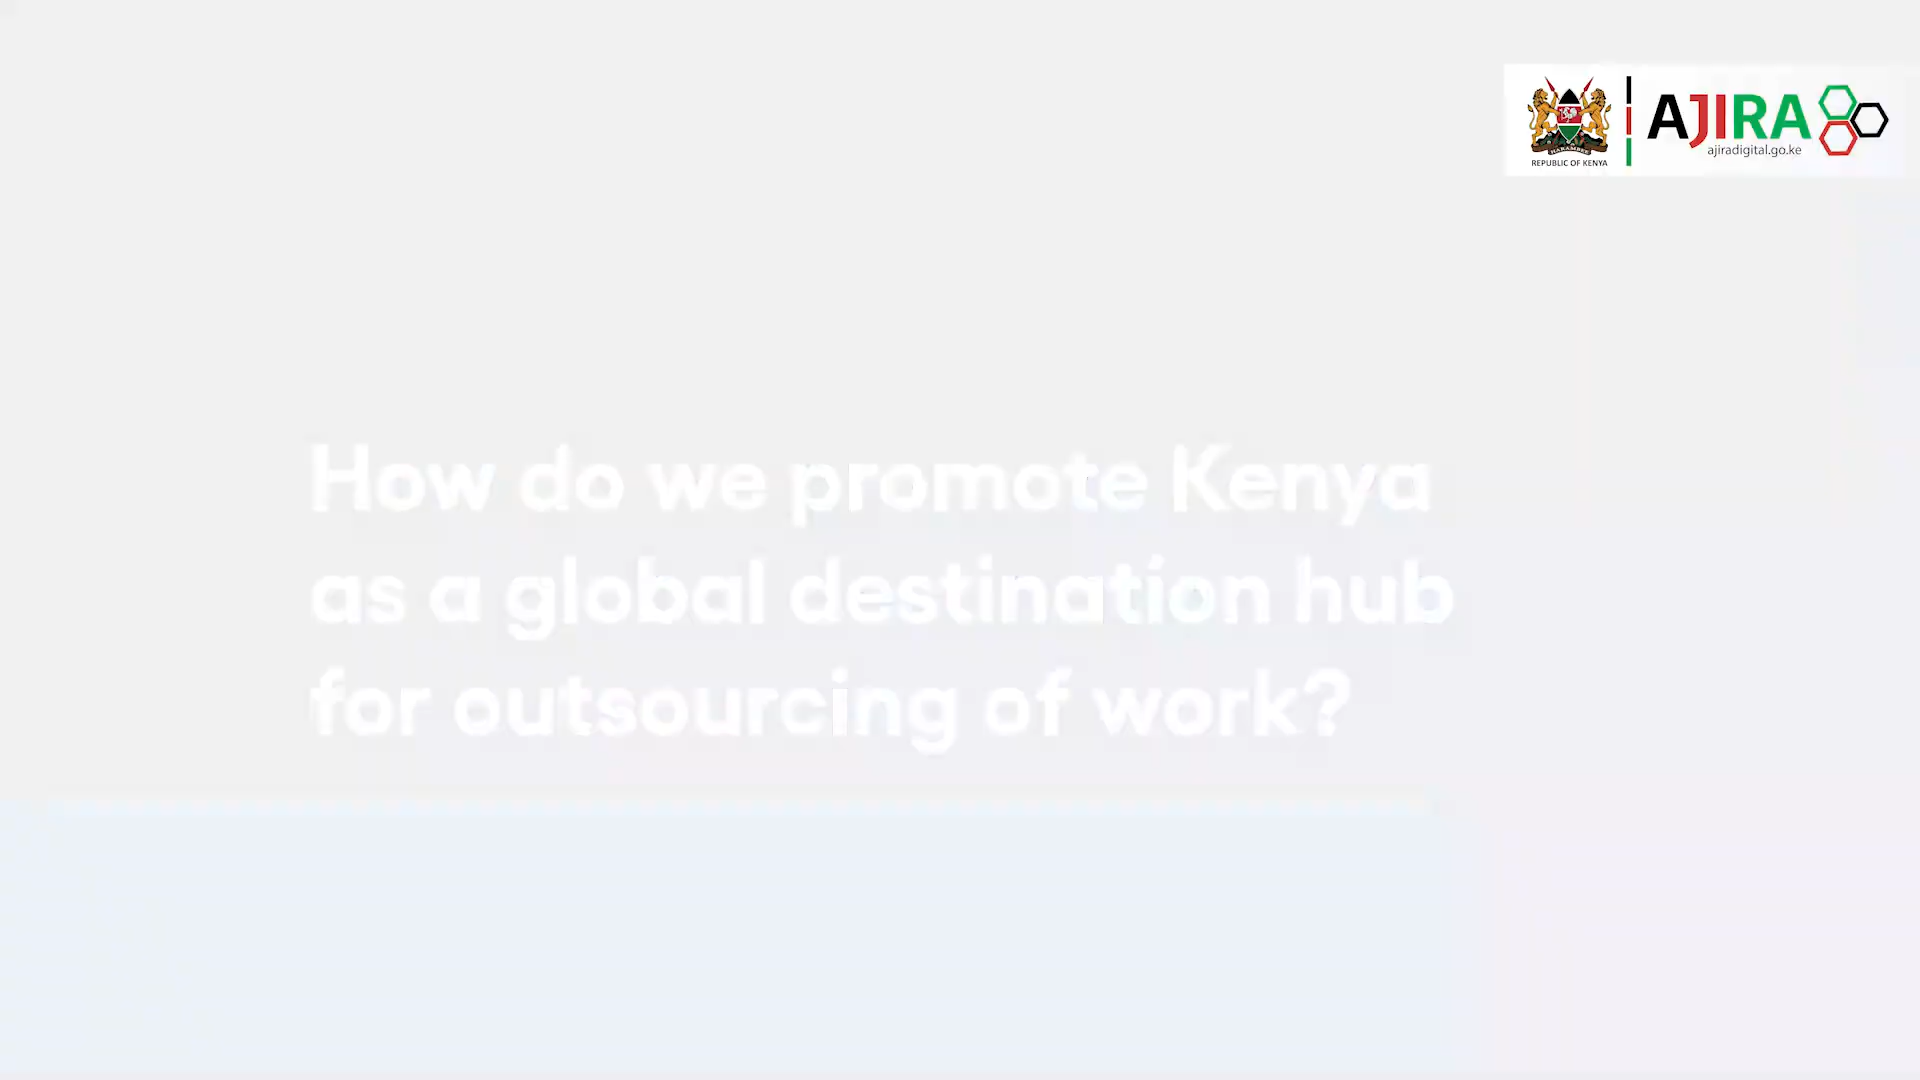 REPUBLIC OF KENYA
AJIRA
ajiradigital.go.ke
How do we promote Kenya
as a global destination hub
for outsourcing of work?